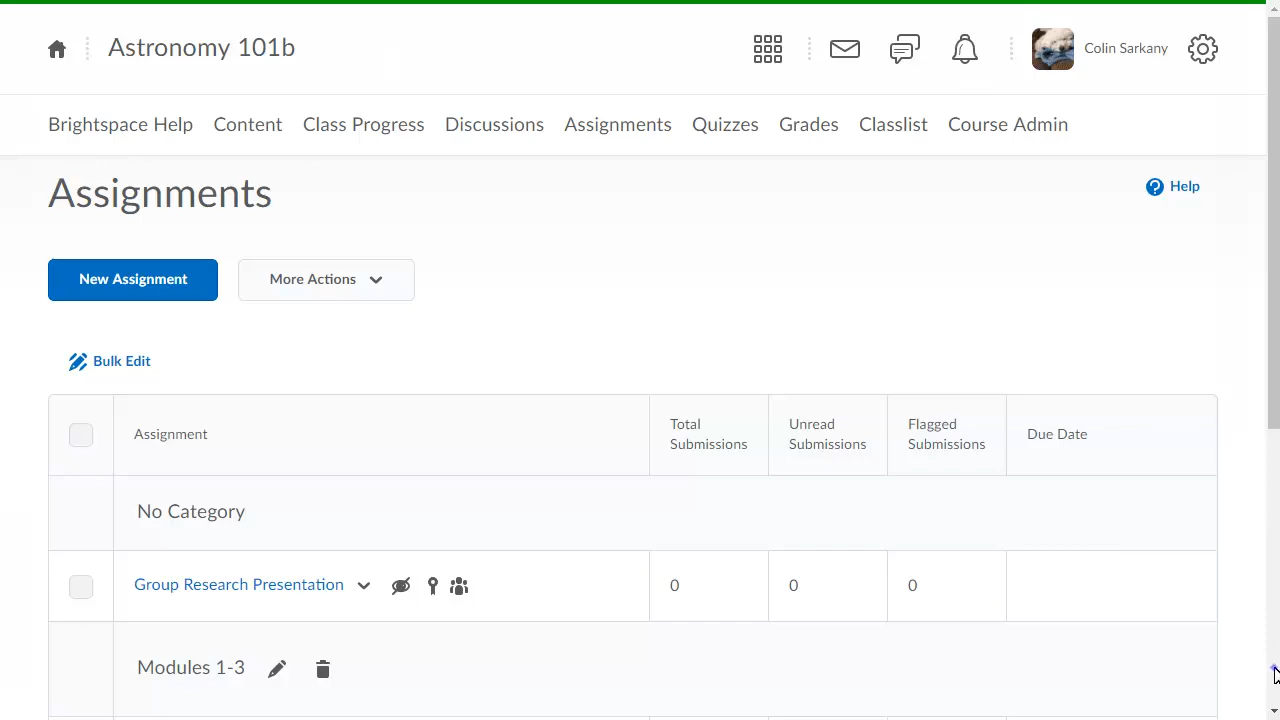 Astronomy 101b
Colin Sarkany
Brightspace Help Content Class Progress Discussions Assignments Quizzes Grades Classlist Course Admin
Assignments
Help
New Assignment
More Actions
Bulk Edit
Assignment
Total
Submissions
Unread
Submissions
Flagged
Submissions
Due Date
No Category
Group Research Presentation
0
0
0
Modules 1-3